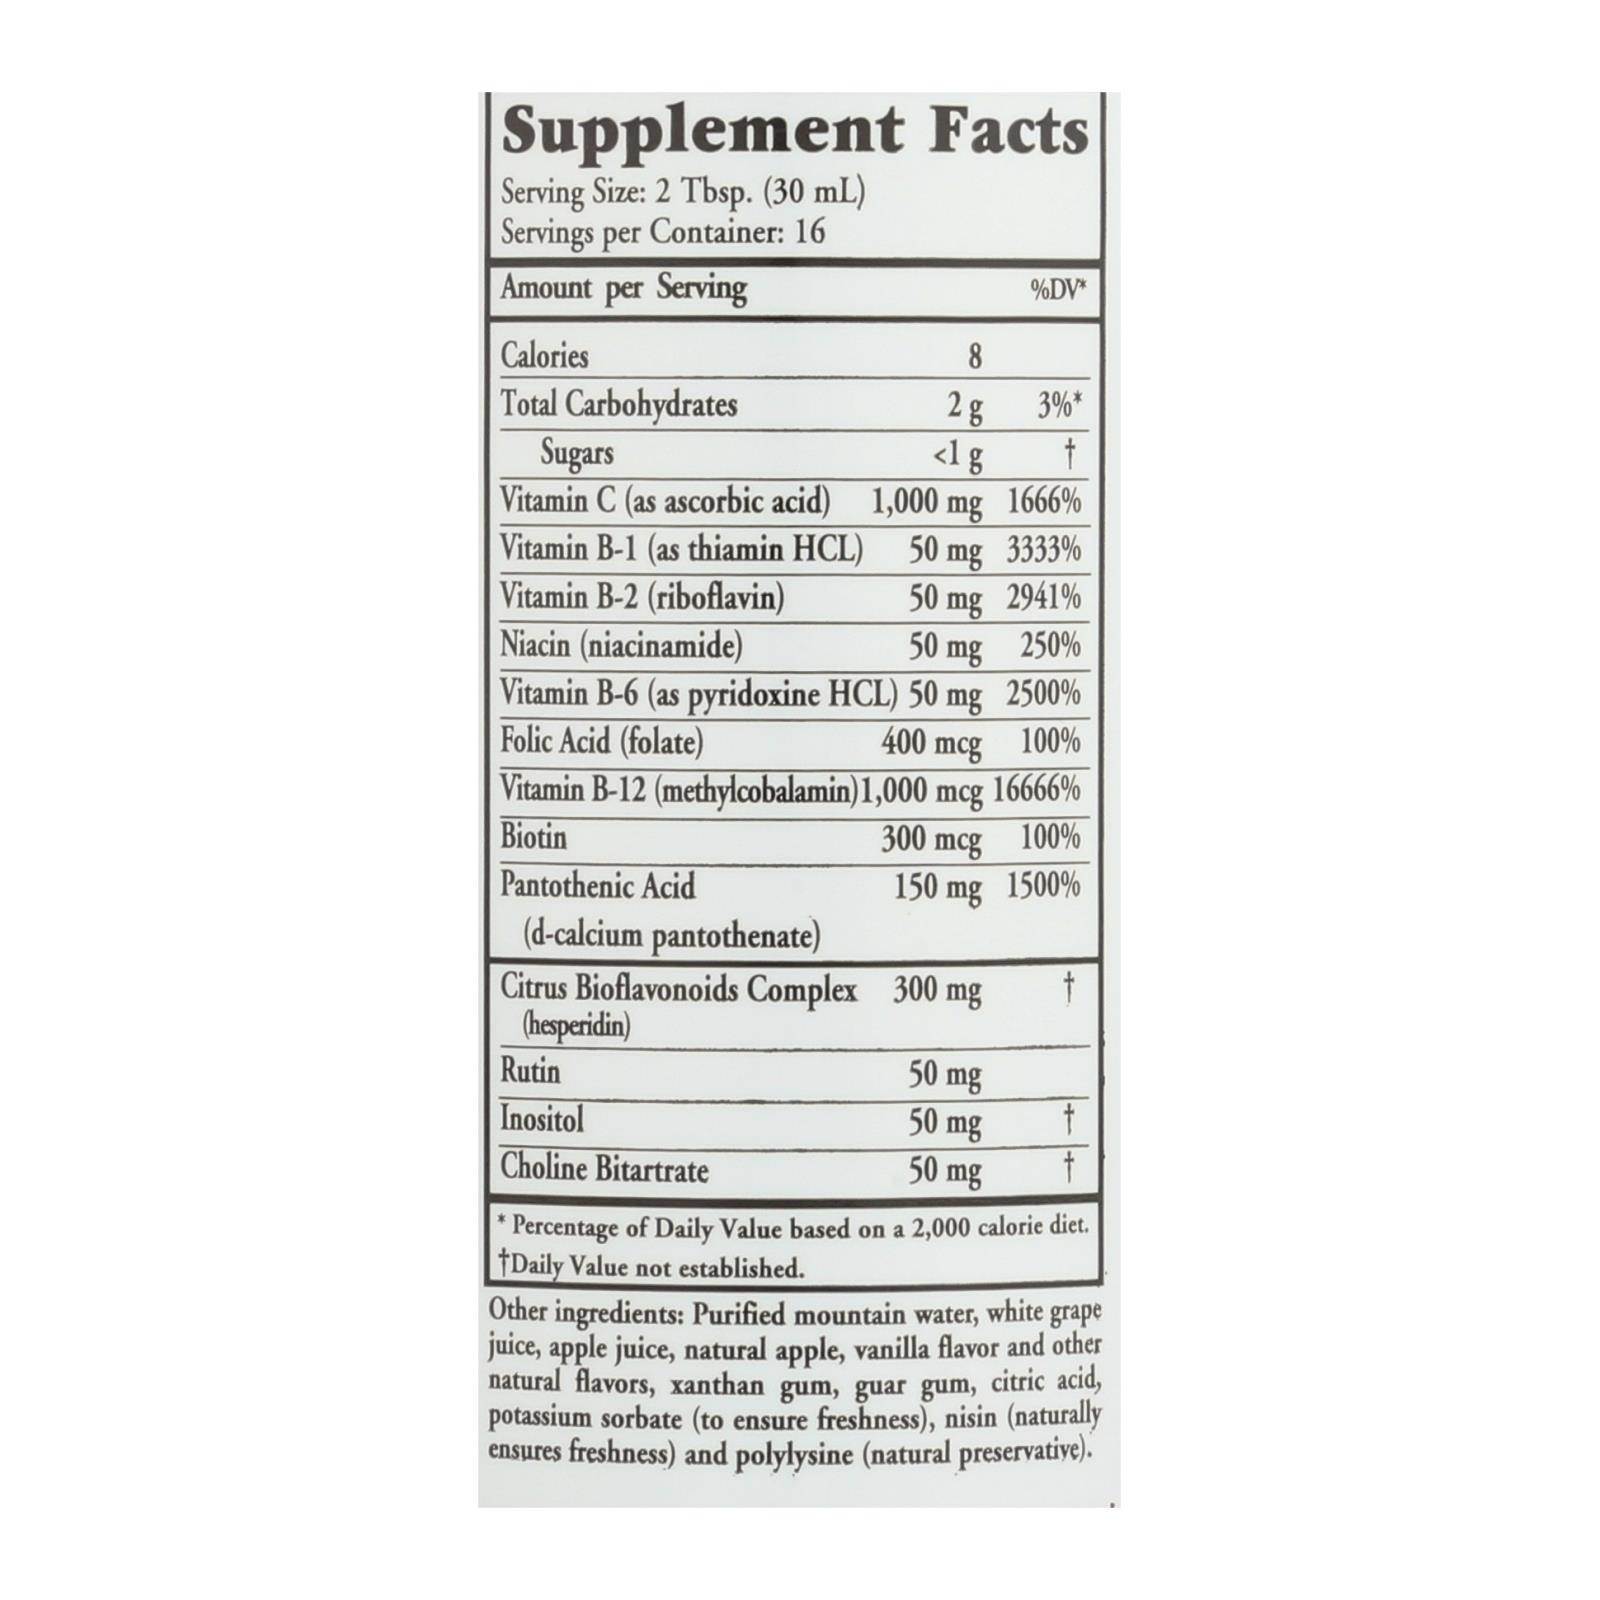 Supplement Facts
Serving Size: 2 Tbsp. (30 mL)
Servings per Container: 16
Amount per Serving %DV*
Calories 8
Total Carbohydrates 2 g 3%*
Sugars <1 g †
Vitamin C (as ascorbic acid) 1,000 mg 1666%
Vitamin B-1 (as thiamin HCL) 50 mg 3333%
Vitamin B-2 (riboflavin) 50 mg 2941%
Niacin (niacinamide) 50 mg 250%
Vitamin B-6 (as pyridoxine HCL) 50 mg 2500%
Folic Acid (folate) 400 mcg 100%
Vitamin B-12 (methylcobalamin) 1,000 mcg 16666%
Biotin 300 mcg 100%
Pantothenic Acid 150 mg 1500%
(d-calcium pantothenate)
Citrus Bioflavonoids Complex 300 mg †
(hesperidin)
Rutin 50 mg
Inositol 50 mg †
Choline Bitartrate 50 mg †
* Percentage of Daily Value based on a 2,000 calorie diet.
†Daily Value not established.
Other ingredients: Purified mountain water, white grape
juice, apple juice, natural apple, vanilla flavor and other
natural flavors, xanthan gum, guar gum, citric acid,
potassium sorbate (to ensure freshness), nisin (naturally
ensures freshness) and polylysine (natural preservative).